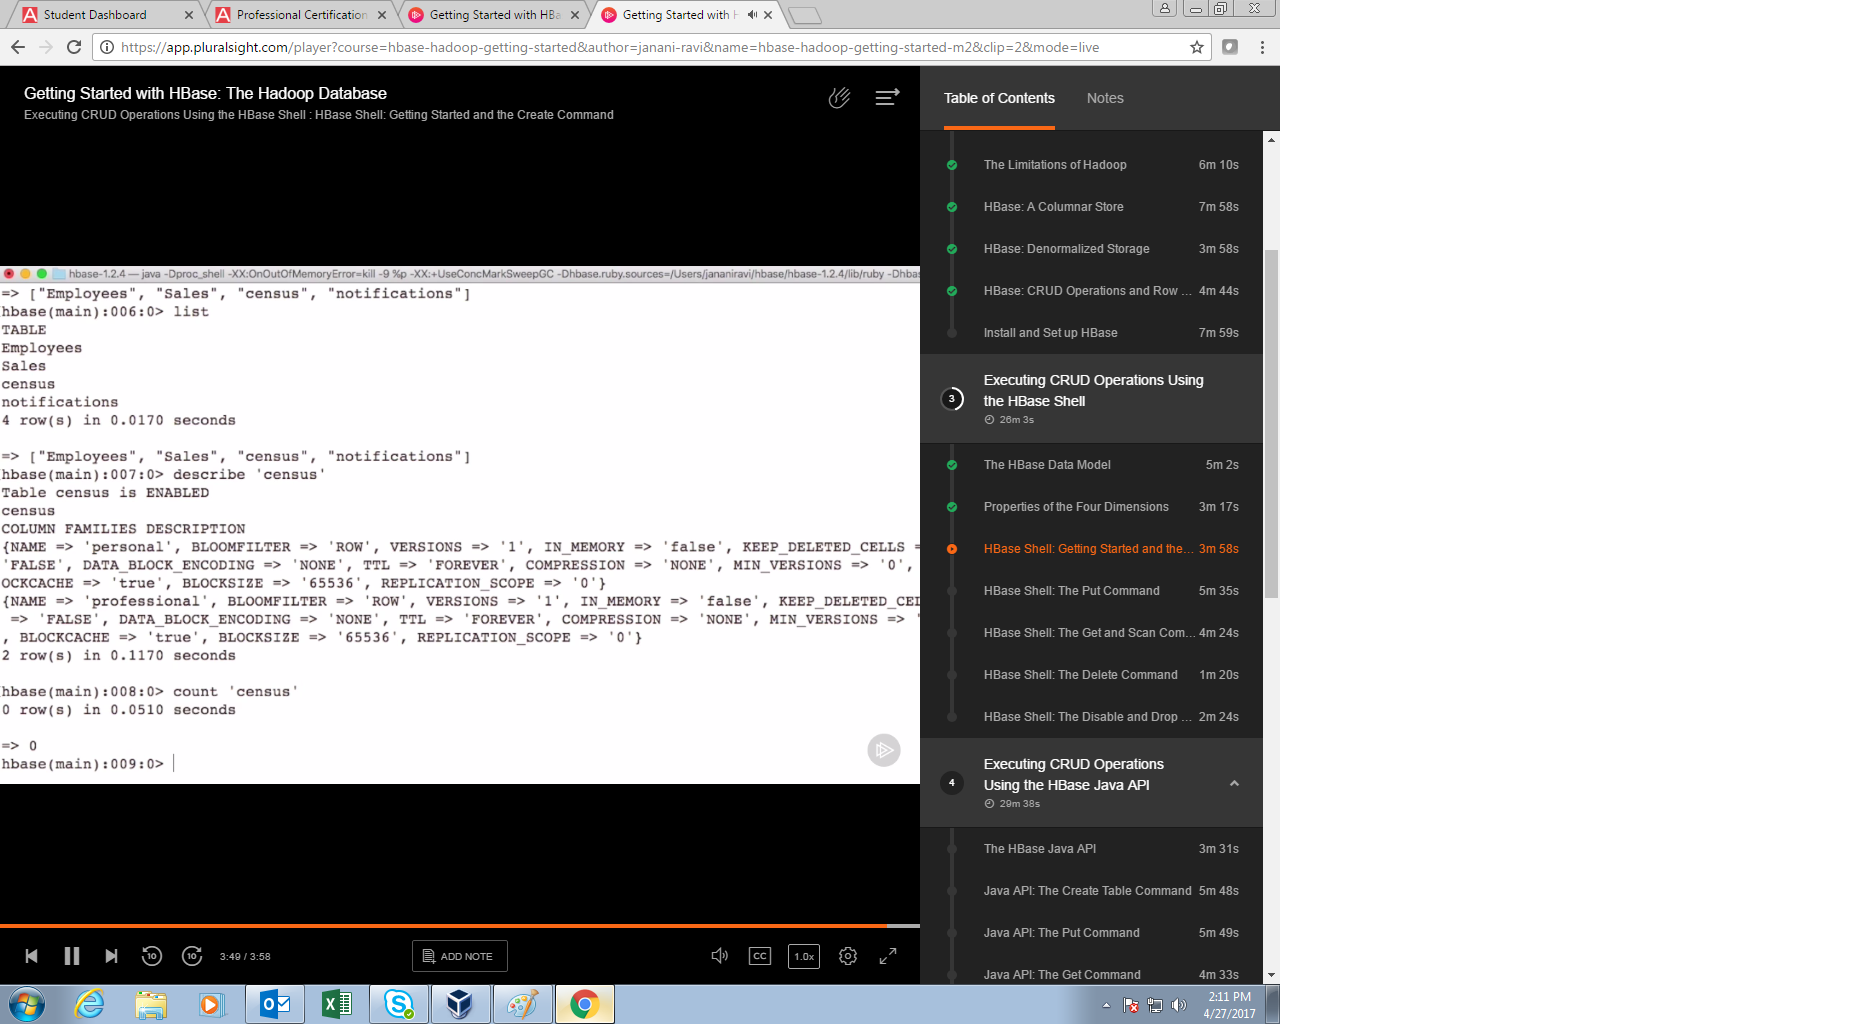 Student Dashboard
Professional Certification
Getting Started with HBa
Getting Started with H
https://app.pluralsight.com/player?course=hbase-hadoop-getting-started&author=janani-ravi&name=hbase-hadoop-getting-started-m2&clip=2&mode=live
Getting Started with HBase: The Hadoop Database
Executing CRUD Operations Using the HBase Shell : HBase Shell: Getting Started and the Create Command
hbase-1.2.4 — java -Dproc_shell -XX:OnOutOfMemoryError=kill -9 %p -XX:+UseConcMarkSweepGC -Dhbase.ruby.sources=/Users/jananiravi/hbase/hbase-1.2.4/lib/ruby -Dhbas
=> ["Employees", "Sales", "census", "notifications"]
hbase(main):006:0> list
TABLE
Employees
Sales
census
notifications
4 row(s) in 0.0170 seconds
=> ["Employees", "Sales", "census", "notifications"]
hbase(main):007:0> describe 'census'
Table census is ENABLED
census
COLUMN FAMILIES DESCRIPTION
{NAME => 'personal', BLOOMFILTER => 'ROW', VERSIONS => '1', IN_MEMORY => 'false', KEEP_DELETED_CELLS =
'FALSE', DATA_BLOCK_ENCODING => 'NONE', TTL => 'FOREVER', COMPRESSION => 'NONE', MIN_VERSIONS => '0',
OCKCACHE => 'true', BLOCKSIZE => '65536', REPLICATION_SCOPE => '0'}
{NAME => 'professional', BLOOMFILTER => 'ROW', VERSIONS => '1', IN_MEMORY => 'false', KEEP_DELETED_CEL
=> 'FALSE', DATA_BLOCK_ENCODING => 'NONE', TTL => 'FOREVER', COMPRESSION => 'NONE', MIN_VERSIONS => '
, BLOCKCACHE => 'true', BLOCKSIZE => '65536', REPLICATION_SCOPE => '0'}
2 row(s) in 0.1170 seconds
hbase(main):008:0> count 'census'
0 row(s) in 0.0510 seconds
=> 0
hbase(main):009:0>
10
10
3:49 / 3:58
ADD NOTE
CC
1.0x
Table of Contents
Notes
The Limitations of Hadoop 6m 10s
HBase: A Columnar Store 7m 58s
HBase: Denormalized Storage 3m 58s
HBase: CRUD Operations and Row ... 4m 44s
Install and Set up HBase 7m 59s
3
Executing CRUD Operations Using
the HBase Shell
26m 3s
The HBase Data Model 5m 2s
Properties of the Four Dimensions 3m 17s
HBase Shell: Getting Started and the... 3m 58s
HBase Shell: The Put Command 5m 35s
HBase Shell: The Get and Scan Com... 4m 24s
HBase Shell: The Delete Command 1m 20s
HBase Shell: The Disable and Drop ... 2m 24s
4
Executing CRUD Operations
Using the HBase Java API
29m 38s
The HBase Java API 3m 31s
Java API: The Create Table Command 5m 48s
Java API: The Put Command 5m 49s
Java API: The Get Command 4m 33s
2:11 PM
4/27/2017